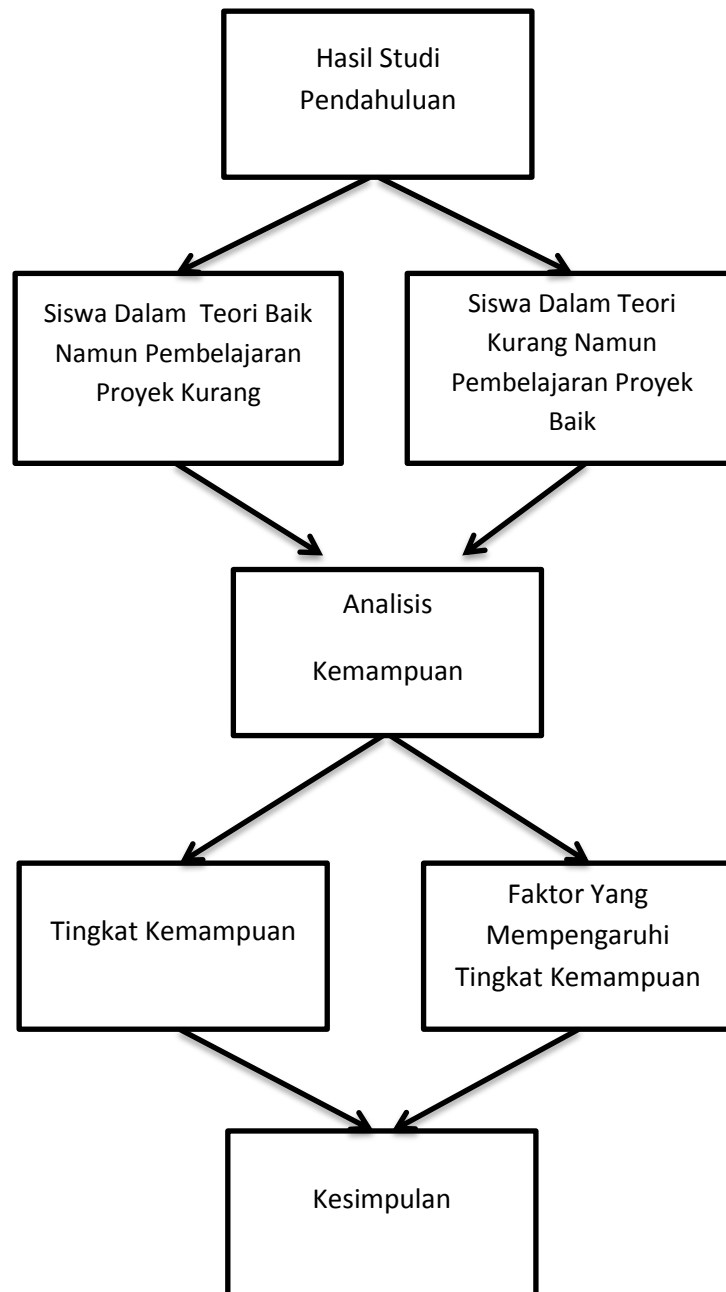 Hasil Studi
Pendahuluan
Siswa Dalam Teori Baik
Namun Pembelajaran
Proyek Kurang
Siswa Dalam Teori
Kurang Namun
Pembelajaran Proyek
Baik
Analisis
Kemampuan
Tingkat Kemampuan
Faktor Yang
Mempengaruhi
Tingkat Kemampuan
Kesimpulan